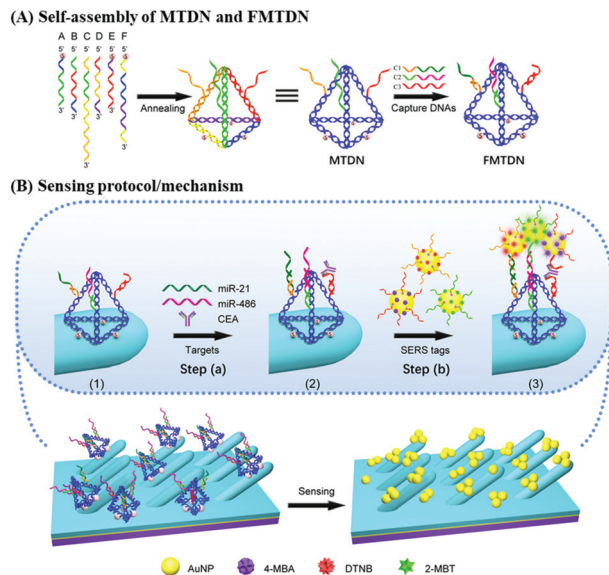 (A) Self-assembly of MTDN and FMTDN
A B C D E F
5' 5' 5' 5' 5' 5'
3' 3' 3' 3' 3' 3'
Annealing
MTDN
C1
C2
C3
Capture DNAs
FMTDN
(B) Sensing protocol/mechanism
miR-21
miR-486
CEA
Targets
Step (a)
SERS tags
Step (b)
(1) (2) (3)
Sensing
AuNP 4-MBA DTNB 2-MBT